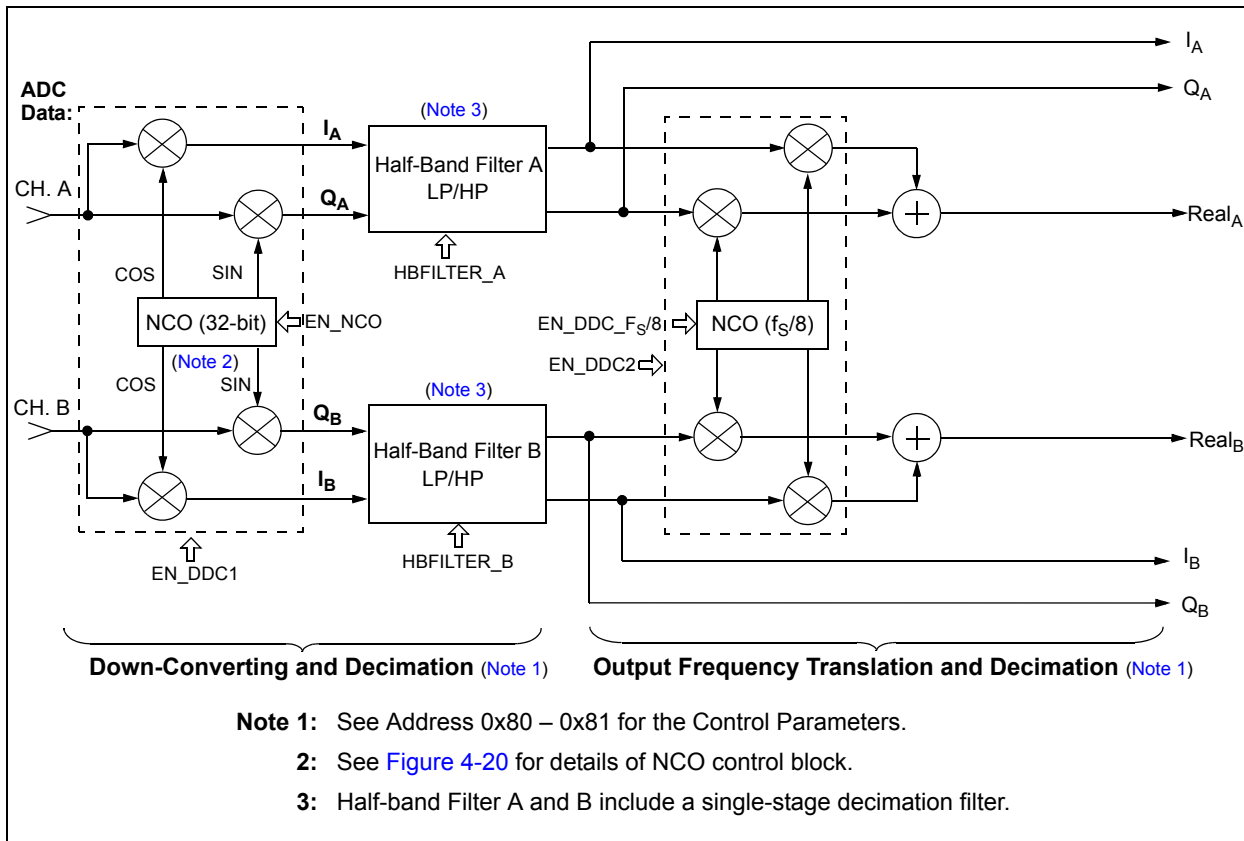 I_A
ADC
Data:
Q_A
(Note 3)
I_A
Half-Band Filter A
LP/HP
CH. A
Q_A
Real_A
HBFILTER_A
COS
SIN
NCO (32-bit)
EN_NCO
EN_DDC_F_S/8
NCO (f_S/8)
(Note 2)
EN_DDC2
COS
SIN
(Note 3)
CH. B
Q_B
Half-Band Filter B
LP/HP
Real_B
I_B
HBFILTER_B
EN_DDC1
I_B
Q_B
Down-Converting and Decimation (Note 1)
Output Frequency Translation and Decimation (Note 1)
Note 1: See Address 0x80 – 0x81 for the Control Parameters.
2: See Figure 4-20 for details of NCO control block.
3: Half-band Filter A and B include a single-stage decimation filter.